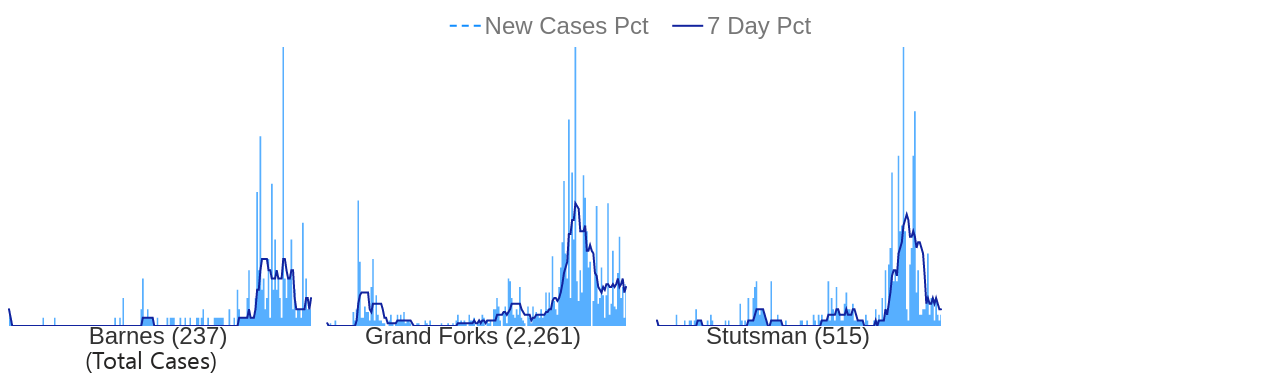 New Cases Pct 7 Day Pct
Barnes (237) Grand Forks (2,261) Stutsman (515)
(Total Cases)